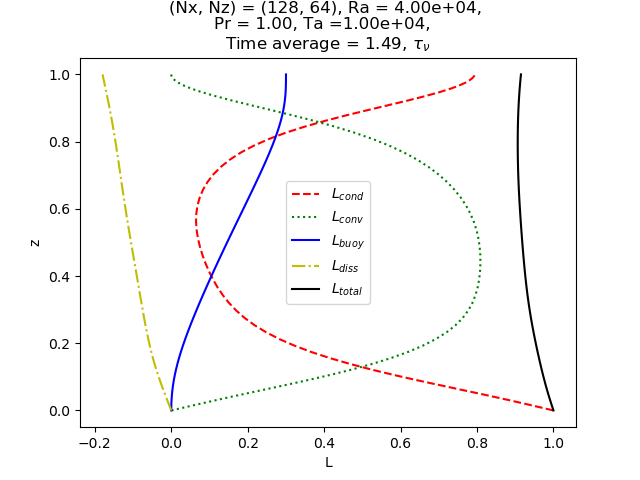 (Nx, Nz) = (128, 64), Ra = 4.00e+04,
Pr = 1.00, Ta =1.00e+04,
Time average = 1.49, τ_ν
1.0
0.8
0.6
0.4
0.2
0.0
z
L_cond
L_conv
L_buoy
L_diss
L_total
−0.2 0.0 0.2 0.4 0.6 0.8 1.0
L